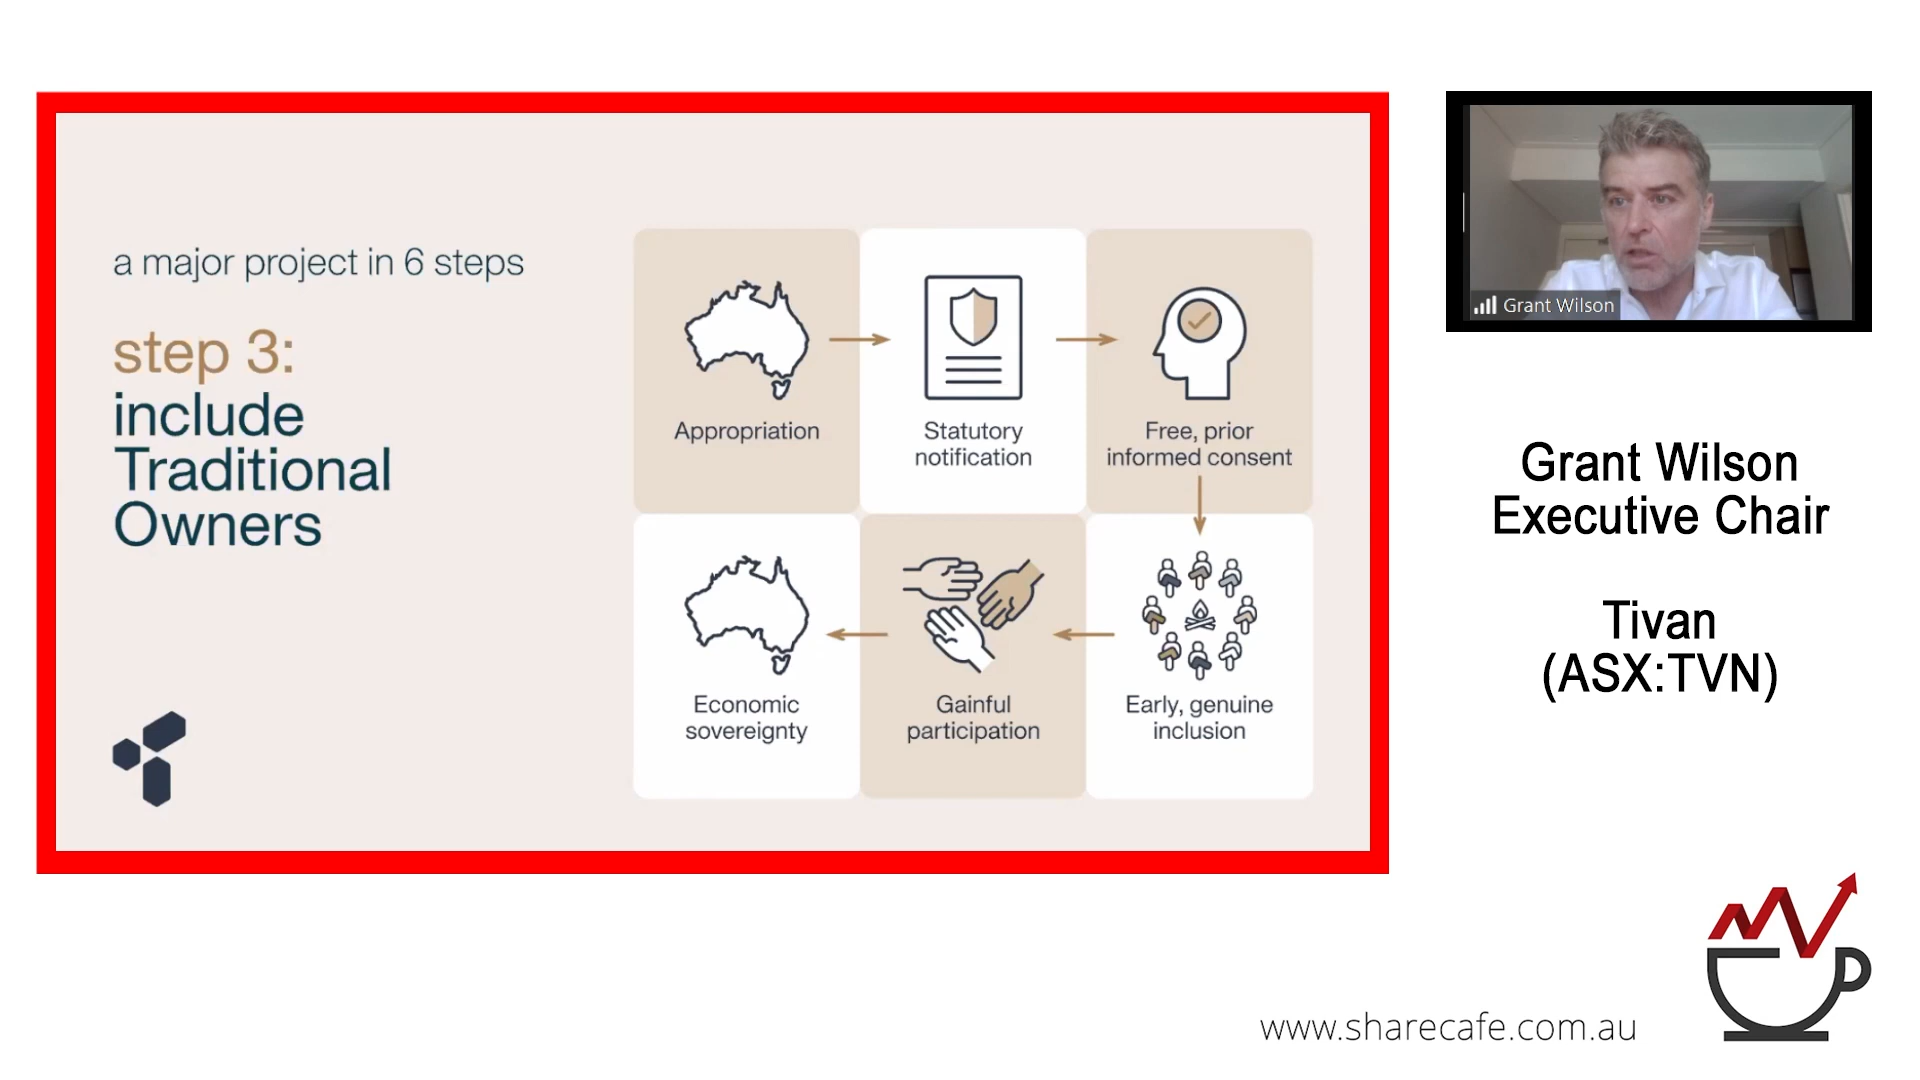 a major project in 6 steps
step 3:
include
Traditional
Owners
Appropriation
Statutory
notification
Free, prior
informed consent
Economic
sovereignty
Gainful
participation
Early, genuine
inclusion
Grant Wilson
Grant Wilson
Executive Chair
Tivan
(ASX:TVN)
www.sharecafe.com.au